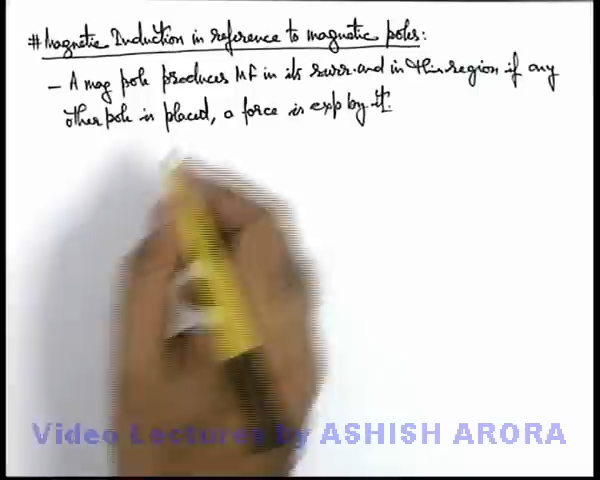 # Magnetic Induction in reference to magnetic poles:
- A mag pole produces MF in its surr. and in this region if any
other pole is placed, a force is exp by it.
Video Lectures by ASHISH ARORA